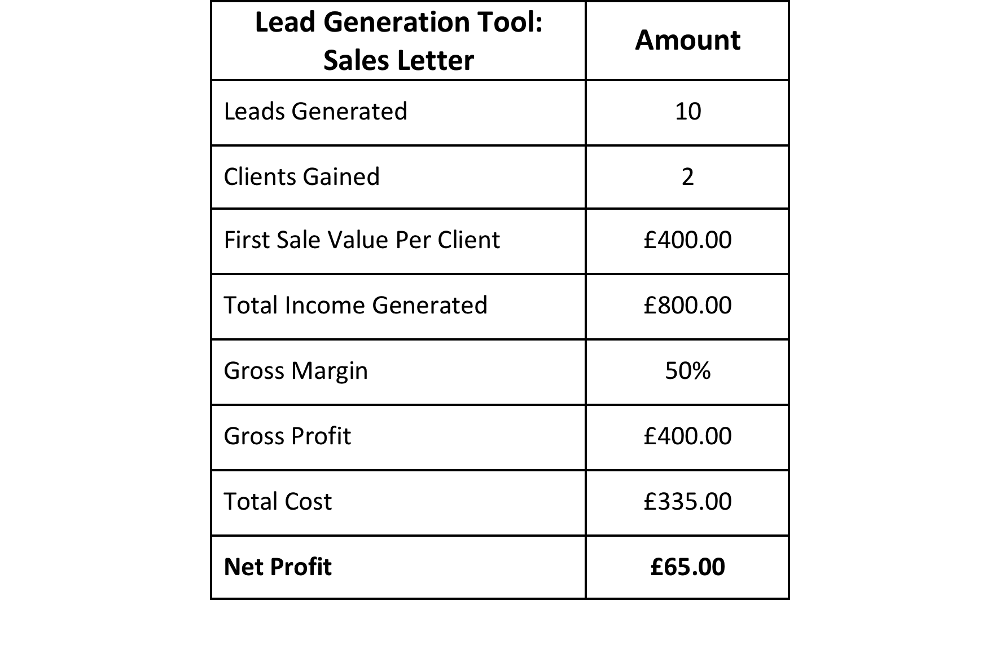 Lead Generation Tool:
Sales Letter
Amount
Leads Generated
10
Clients Gained
2
First Sale Value Per Client
£400.00
Total Income Generated
£800.00
Gross Margin
50%
Gross Profit
£400.00
Total Cost
£335.00
Net Profit
£65.00